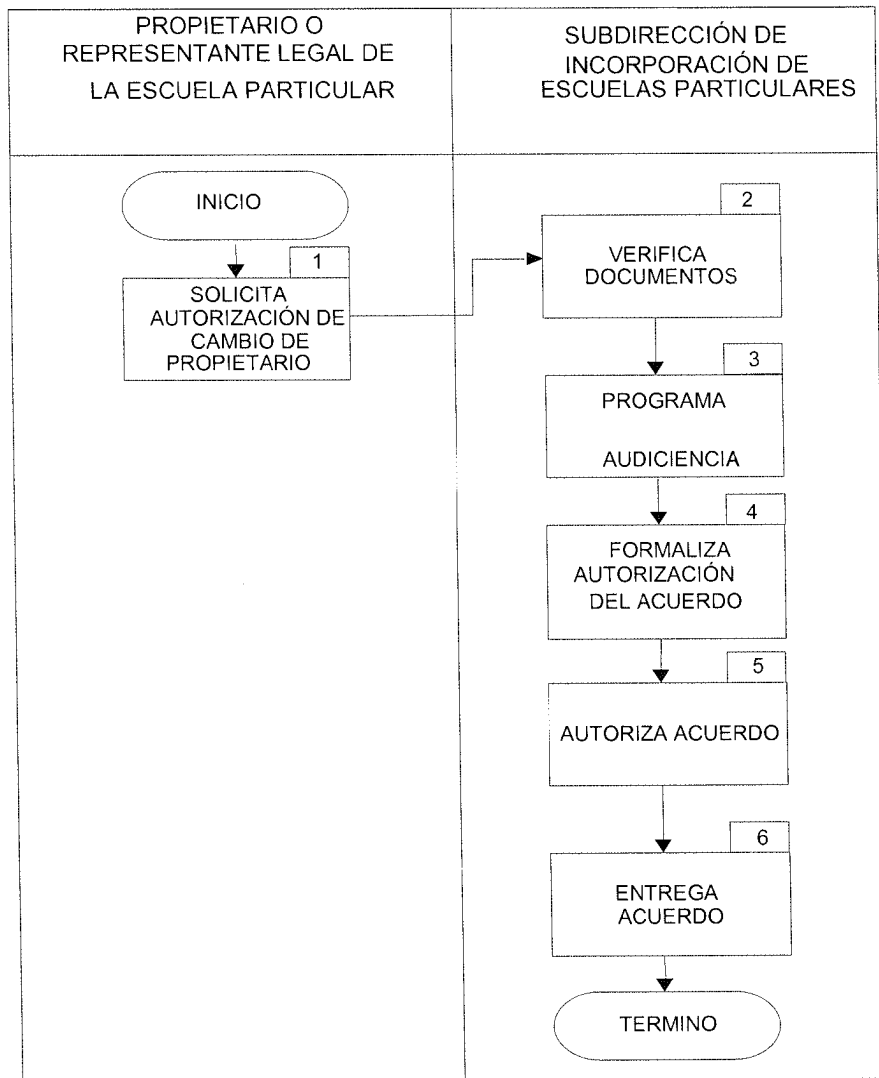 PROPIETARIO O
REPRESENTANTE LEGAL DE
LA ESCUELA PARTICULAR
SUBDIRECCIÓN DE
INCORPORACIÓN DE
ESCUELAS PARTICULARES
INICIO
1
SOLICITA
AUTORIZACIÓN DE
CAMBIO DE
PROPIETARIO
2
VERIFICA
DOCUMENTOS
3
PROGRAMA
AUDICIENCIA
4
FORMALIZA
AUTORIZACIÓN
DEL ACUERDO
5
AUTORIZA ACUERDO
6
ENTREGA
ACUERDO
TERMINO